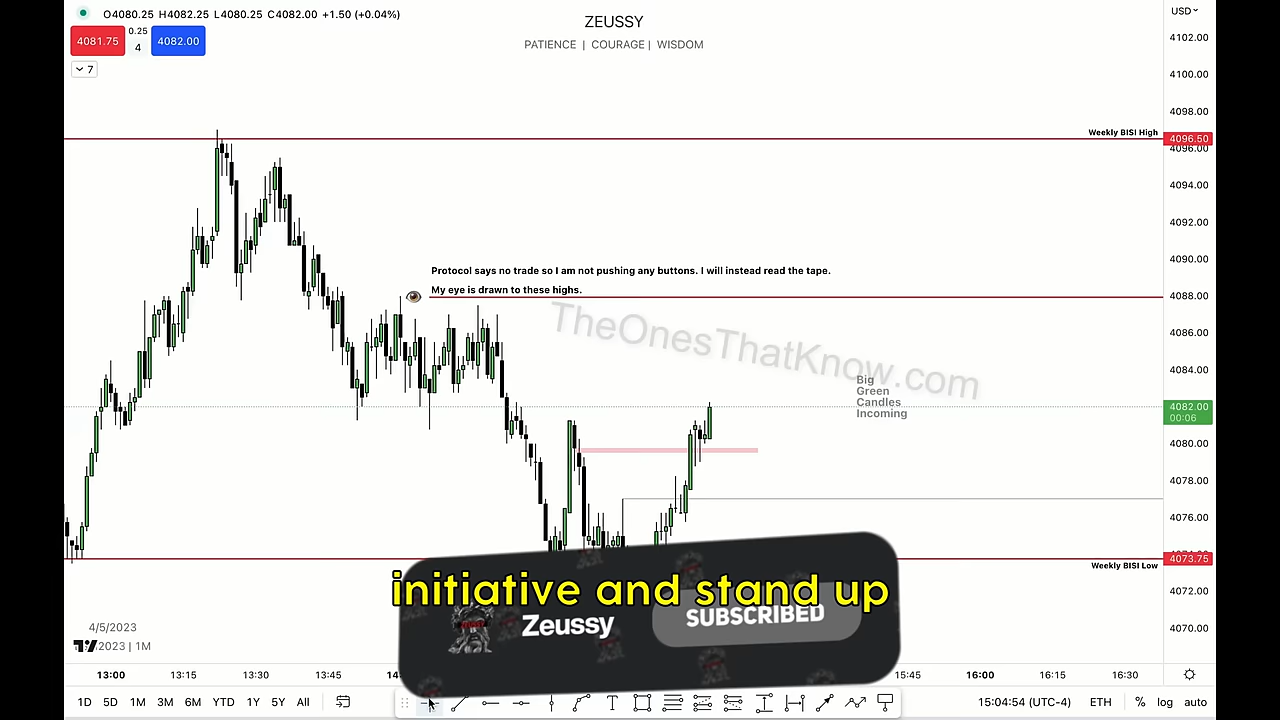 O4080.25 H4082.25 L4080.25 C4082.00 +1.50 (+0.04%)
ZEUSSY
PATIENCE | COURAGE | WISDOM
USD
4081.75 0.25 4 4082.00
7
4102.00
4100.00
4098.00
Weekly BISI High 4096.50
4096.00
4094.00
4092.00
4090.00
Protocol says no trade so I am not pushing any buttons. I will instead read the tape.
My eye is drawn to these highs.
4088.00
4086.00
TheOnesThatKnow.com
4084.00
Big
Green
Candles
Incoming
4082.00
00:06
4080.00
4078.00
4076.00
4073.75
Weekly BISI Low
4072.00
4070.00
initiative and stand up
Zeussy SUBSCRIBED
4/5/2023
2023 | 1M
13:00 13:15 13:30 13:45 15:45 16:00 16:15 16:30
1D 5D 1M 3M 6M YTD 1Y 5Y All 15:04:54 (UTC-4) ETH % log auto